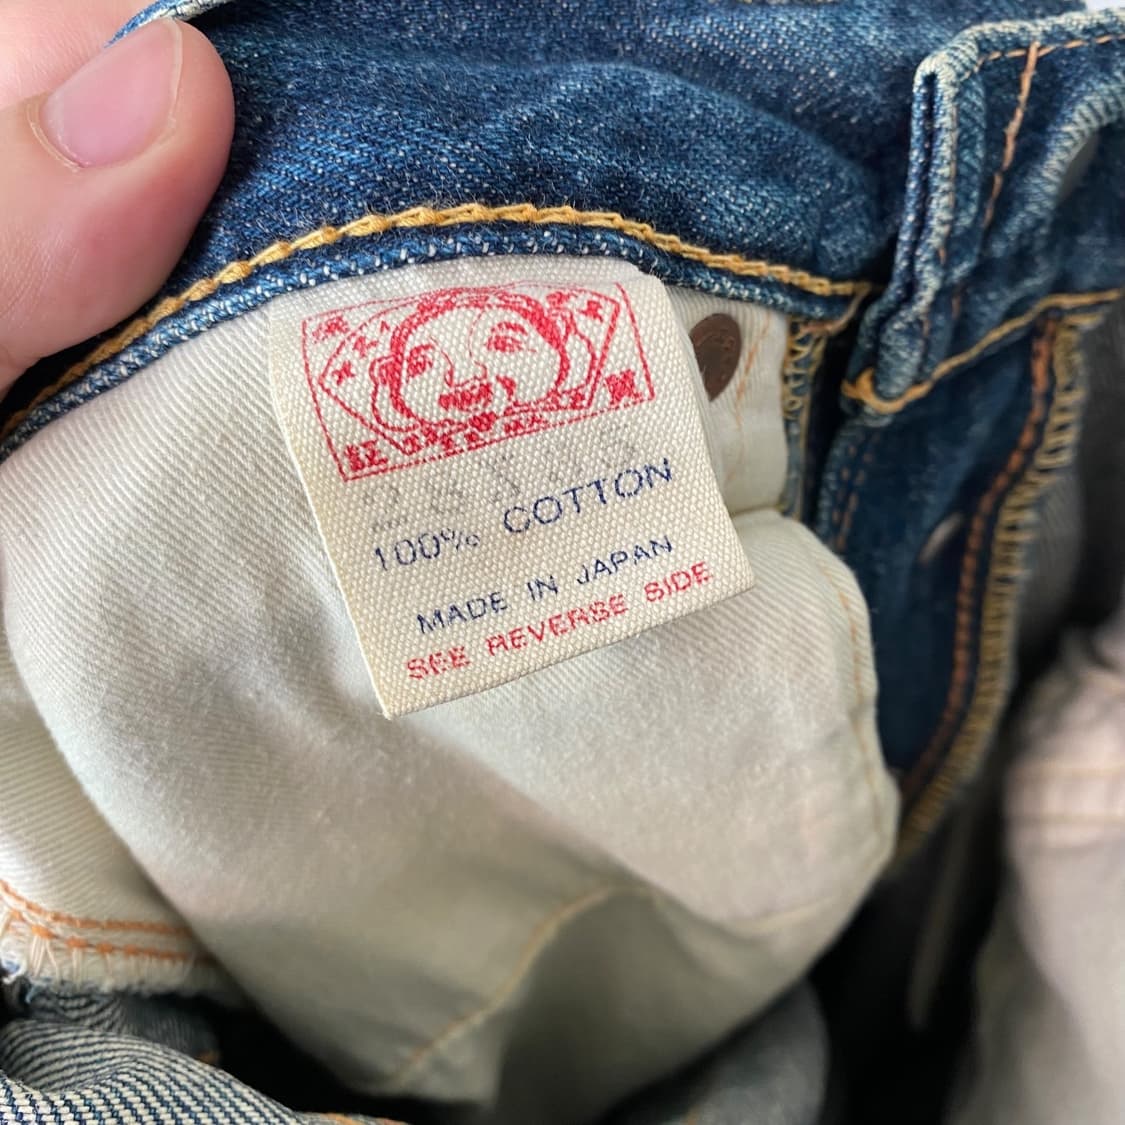 100% COTTON
MADE IN JAPAN
SEE REVERSE SIDE